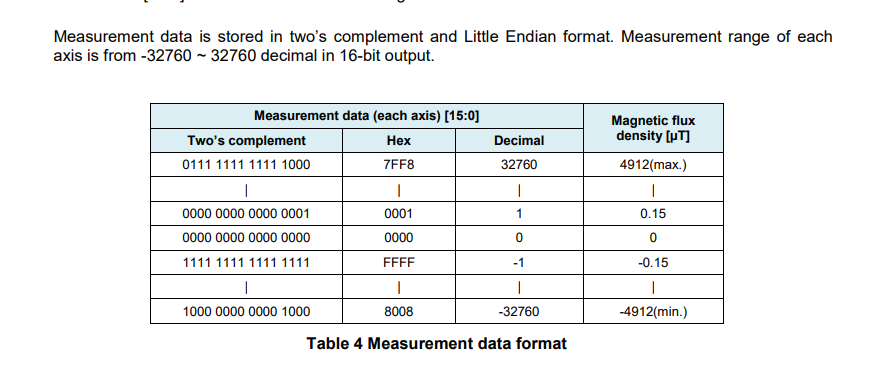 Measurement data is stored in two's complement and Little Endian format. Measurement range of each
axis is from -32760 ~ 32760 decimal in 16-bit output.
Measurement data (each axis) [15:0] Magnetic flux density [µT]
Two's complement Hex Decimal
0111 1111 1111 1000 7FF8 32760 4912(max.)
| | | |
0000 0000 0000 0001 0001 1 0.15
0000 0000 0000 0000 0000 0 0
1111 1111 1111 1111 FFFF -1 -0.15
| | | |
1000 0000 0000 1000 8008 -32760 -4912(min.)
Table 4 Measurement data format